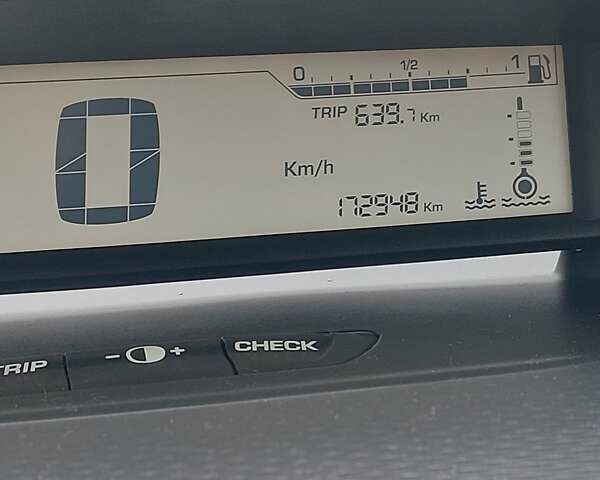 0 1/2 1
TRIP 639.7 Km
0 Km/h
172948 Km
TRIP - + CHECK